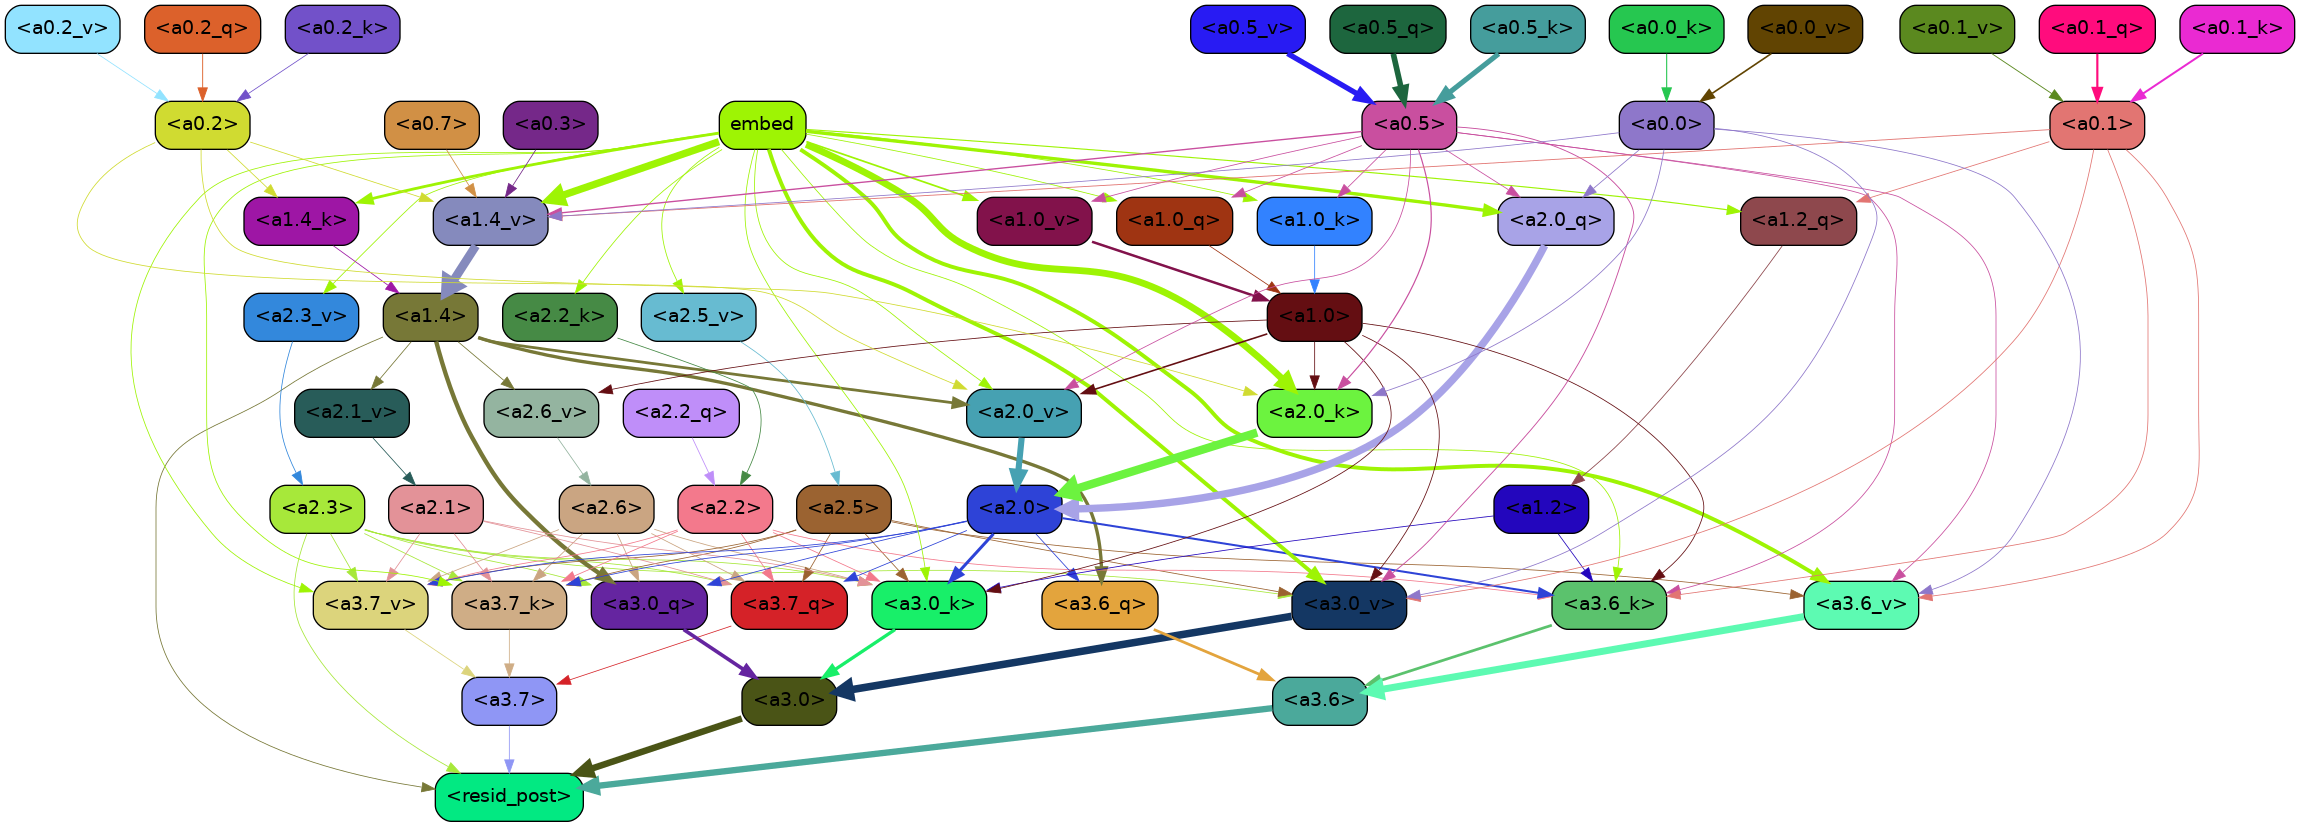 <a0.2_v> <a0.2_q> <a0.2_k> <a0.5_v> <a0.5_q> <a0.5_k> <a0.0_k> <a0.0_v> <a0.1_v> <a0.1_q> <a0.1_k>
<a0.2> <a0.7> <a0.3> embed <a0.5> <a0.0> <a0.1>
<a1.4_k> <a1.4_v> <a1.0_v> <a1.0_q> <a1.0_k> <a2.0_q> <a1.2_q>
<a2.3_v> <a1.4> <a2.2_k> <a2.5_v> <a1.0>
<a2.1_v> <a2.6_v> <a2.2_q> <a2.0_v> <a2.0_k>
<a2.3> <a2.1> <a2.6> <a2.2> <a2.5> <a2.0> <a1.2>
<a3.7_v> <a3.7_k> <a3.0_q> <a3.7_q> <a3.0_k> <a3.6_q> <a3.0_v> <a3.6_k> <a3.6_v>
<a3.7> <a3.0> <a3.6>
<resid_post>